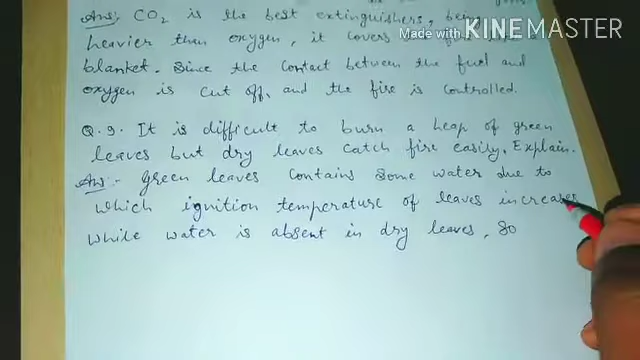 Ans:- CO2 is the best extinguishers, being
heavier than oxygen, it covers
Made with KINEMASTER
blanket. Since the contact between the fuel and
oxygen is cut off, and the fire is controlled.
Q.9. It is difficult to burn a heap of green
leaves but dry leaves catch fire easily. Explain.
Ans:- Green leaves contains some water due to
which ignition temperature of leaves increases
while water is absent in dry leaves, So